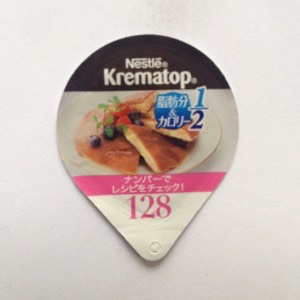 Nestlé®
Krematop®
脂肪分
&
カロリー
1/2
ナンバーで
レシピをチェック!
128